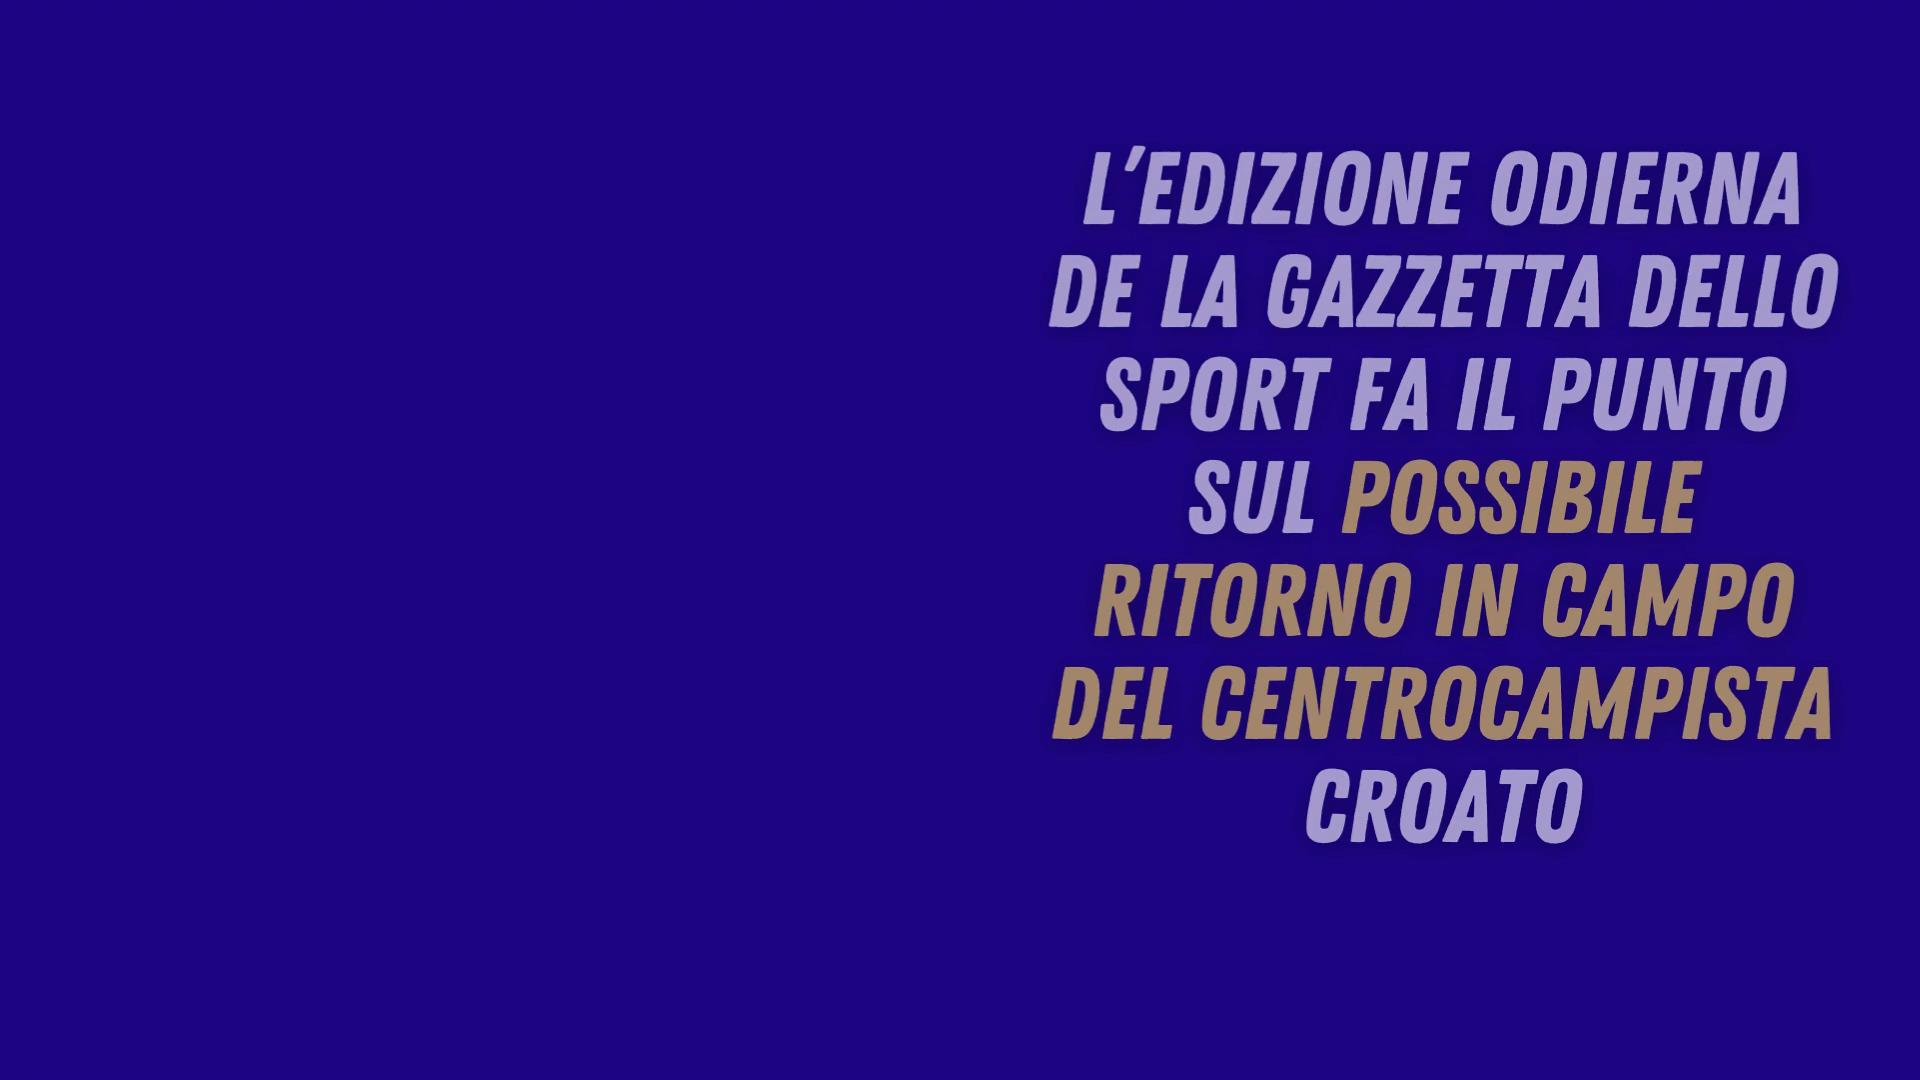 L'EDIZIONE ODIERNA
DE LA GAZZETTA DELLO
SPORT FA IL PUNTO
SUL POSSIBILE
RITORNO IN CAMPO
DEL CENTROCAMPISTA
CROATO